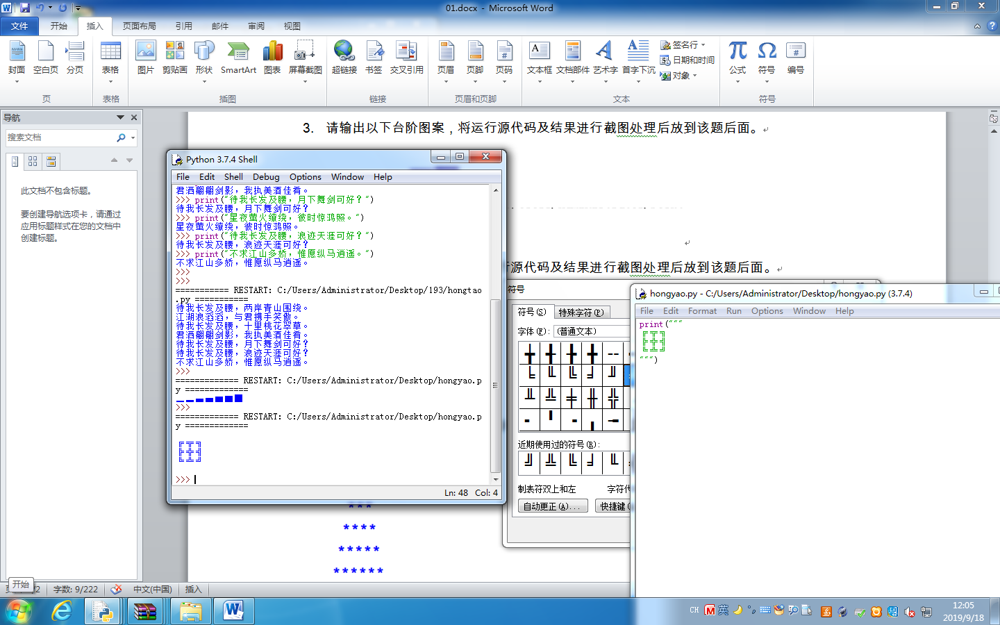 01.docx - Microsoft Word
文件 开始 插入 页面布局 引用 邮件 审阅 视图
封面 空白页 分页 表格 图片 剪贴画 形状 SmartArt 图表 屏幕截图 超链接 书签 交叉引用 页眉 页脚 页码 文本框 文档部件 艺术字 首字下沉 公式 符号 编号
签名行
日期和时间
对象
页 表格 插图 链接 页眉和页脚 文本 符号
导航
搜索文档
此文档不包含标题。
要创建导航选项卡，请通过
应用标题样式在您的文档中
创建标题。
3. 请输出以下台阶图案，将运行源代码及结果进行截图处理后放到该题后面。
行源代码及结果进行截图处理后放到该题后面。
Python 3.7.4 Shell
File Edit Shell Debug Options Window Help
君洒翩翩剑影，我执美酒佳肴。
>>> print("待我长发及腰，月下舞剑可好？")
待我长发及腰，月下舞剑可好？
>>> print("星夜萤火缭绕，彼时惊鸿照。")
星夜萤火缭绕，彼时惊鸿照。
>>> print("待我长发及腰，浪迹天涯可好？")
待我长发及腰，浪迹天涯可好？
>>> print("不求江山多娇，惟愿纵马逍遥。")
不求江山多娇，惟愿纵马逍遥。
>>>
>>>
=========== RESTART: C:/Users/Administrator/Desktop/193/hongtao
.py ===========
待我长发及腰，两岸青山围绕。
江湖浪滔滔，与君携手笑傲。
待我长发及腰，十里桃花翠草。
君洒翩翩剑影，我执美酒佳肴。
待我长发及腰，月下舞剑可好？
待我长发及腰，浪迹天涯可好？
不求江山多娇，惟愿纵马逍遥。
>>>
============= RESTART: C:/Users/Administrator/Desktop/hongyao.p
y =============
▁▂▃▄▅▆▇
>>>
============= RESTART: C:/Users/Administrator/Desktop/hongyao.p
y =============
╔╦╗
╠╬╣
╚╩╝
>>>
Ln: 48 Col: 4
***
****
*****
******
符号
符号(S) 特殊字符(P)
字体(F): (普通文本)
近期使用过的符号(R):
制表符双上和左 字符代
自动更正(A)... 快捷键(
hongyao.py - C:/Users/Administrator/Desktop/hongyao.py (3.7.4)
File Edit Format Run Options Window Help
print("""
╔╦╗
╠╬╣
╚╩╝
""")
开始
字数: 9/222 中文(中国) 插入
CH 英
12:05
2019/9/18